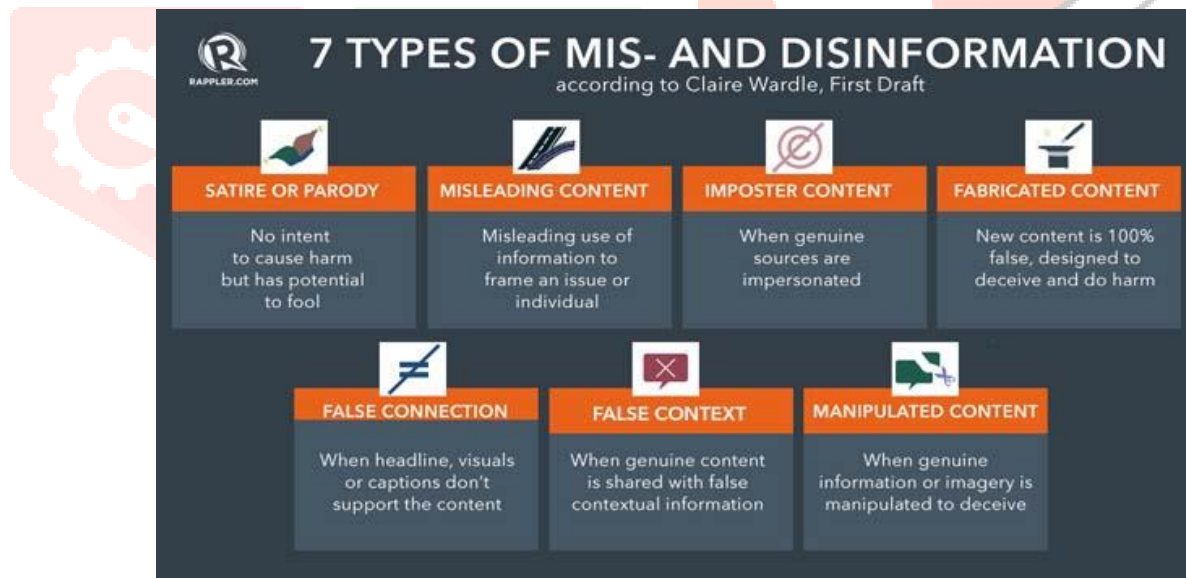 R
RAPPLER.COM
7 TYPES OF MIS- AND DISINFORMATION
according to Claire Wardle, First Draft
SATIRE OR PARODY
No intent
to cause harm
but has potential
to fool
MISLEADING CONTENT
Misleading use of
information to
frame an issue or
individual
C
IMPOSTER CONTENT
When genuine
sources are
impersonated
FABRICATED CONTENT
New content is 100%
false, designed to
deceive and do harm
FALSE CONNECTION
When headline, visuals
or captions don't
support the content
FALSE CONTEXT
When genuine content
is shared with false
contextual information
MANIPULATED CONTENT
When genuine
information or imagery is
manipulated to deceive